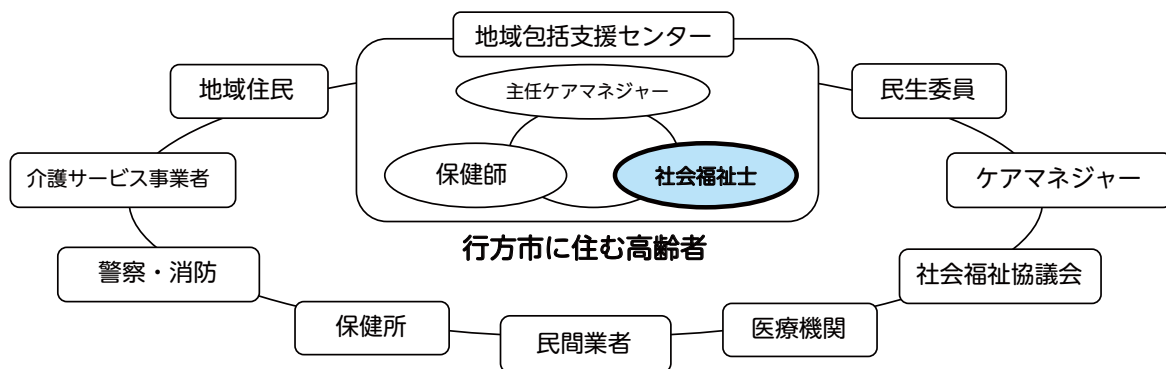 地域包括支援センター
地域住民
主任ケアマネジャー
民生委員
介護サービス事業者
保健師
社会福祉士
ケアマネジャー
行方市に住む高齢者
警察・消防
社会福祉協議会
保健所
民間業者
医療機関